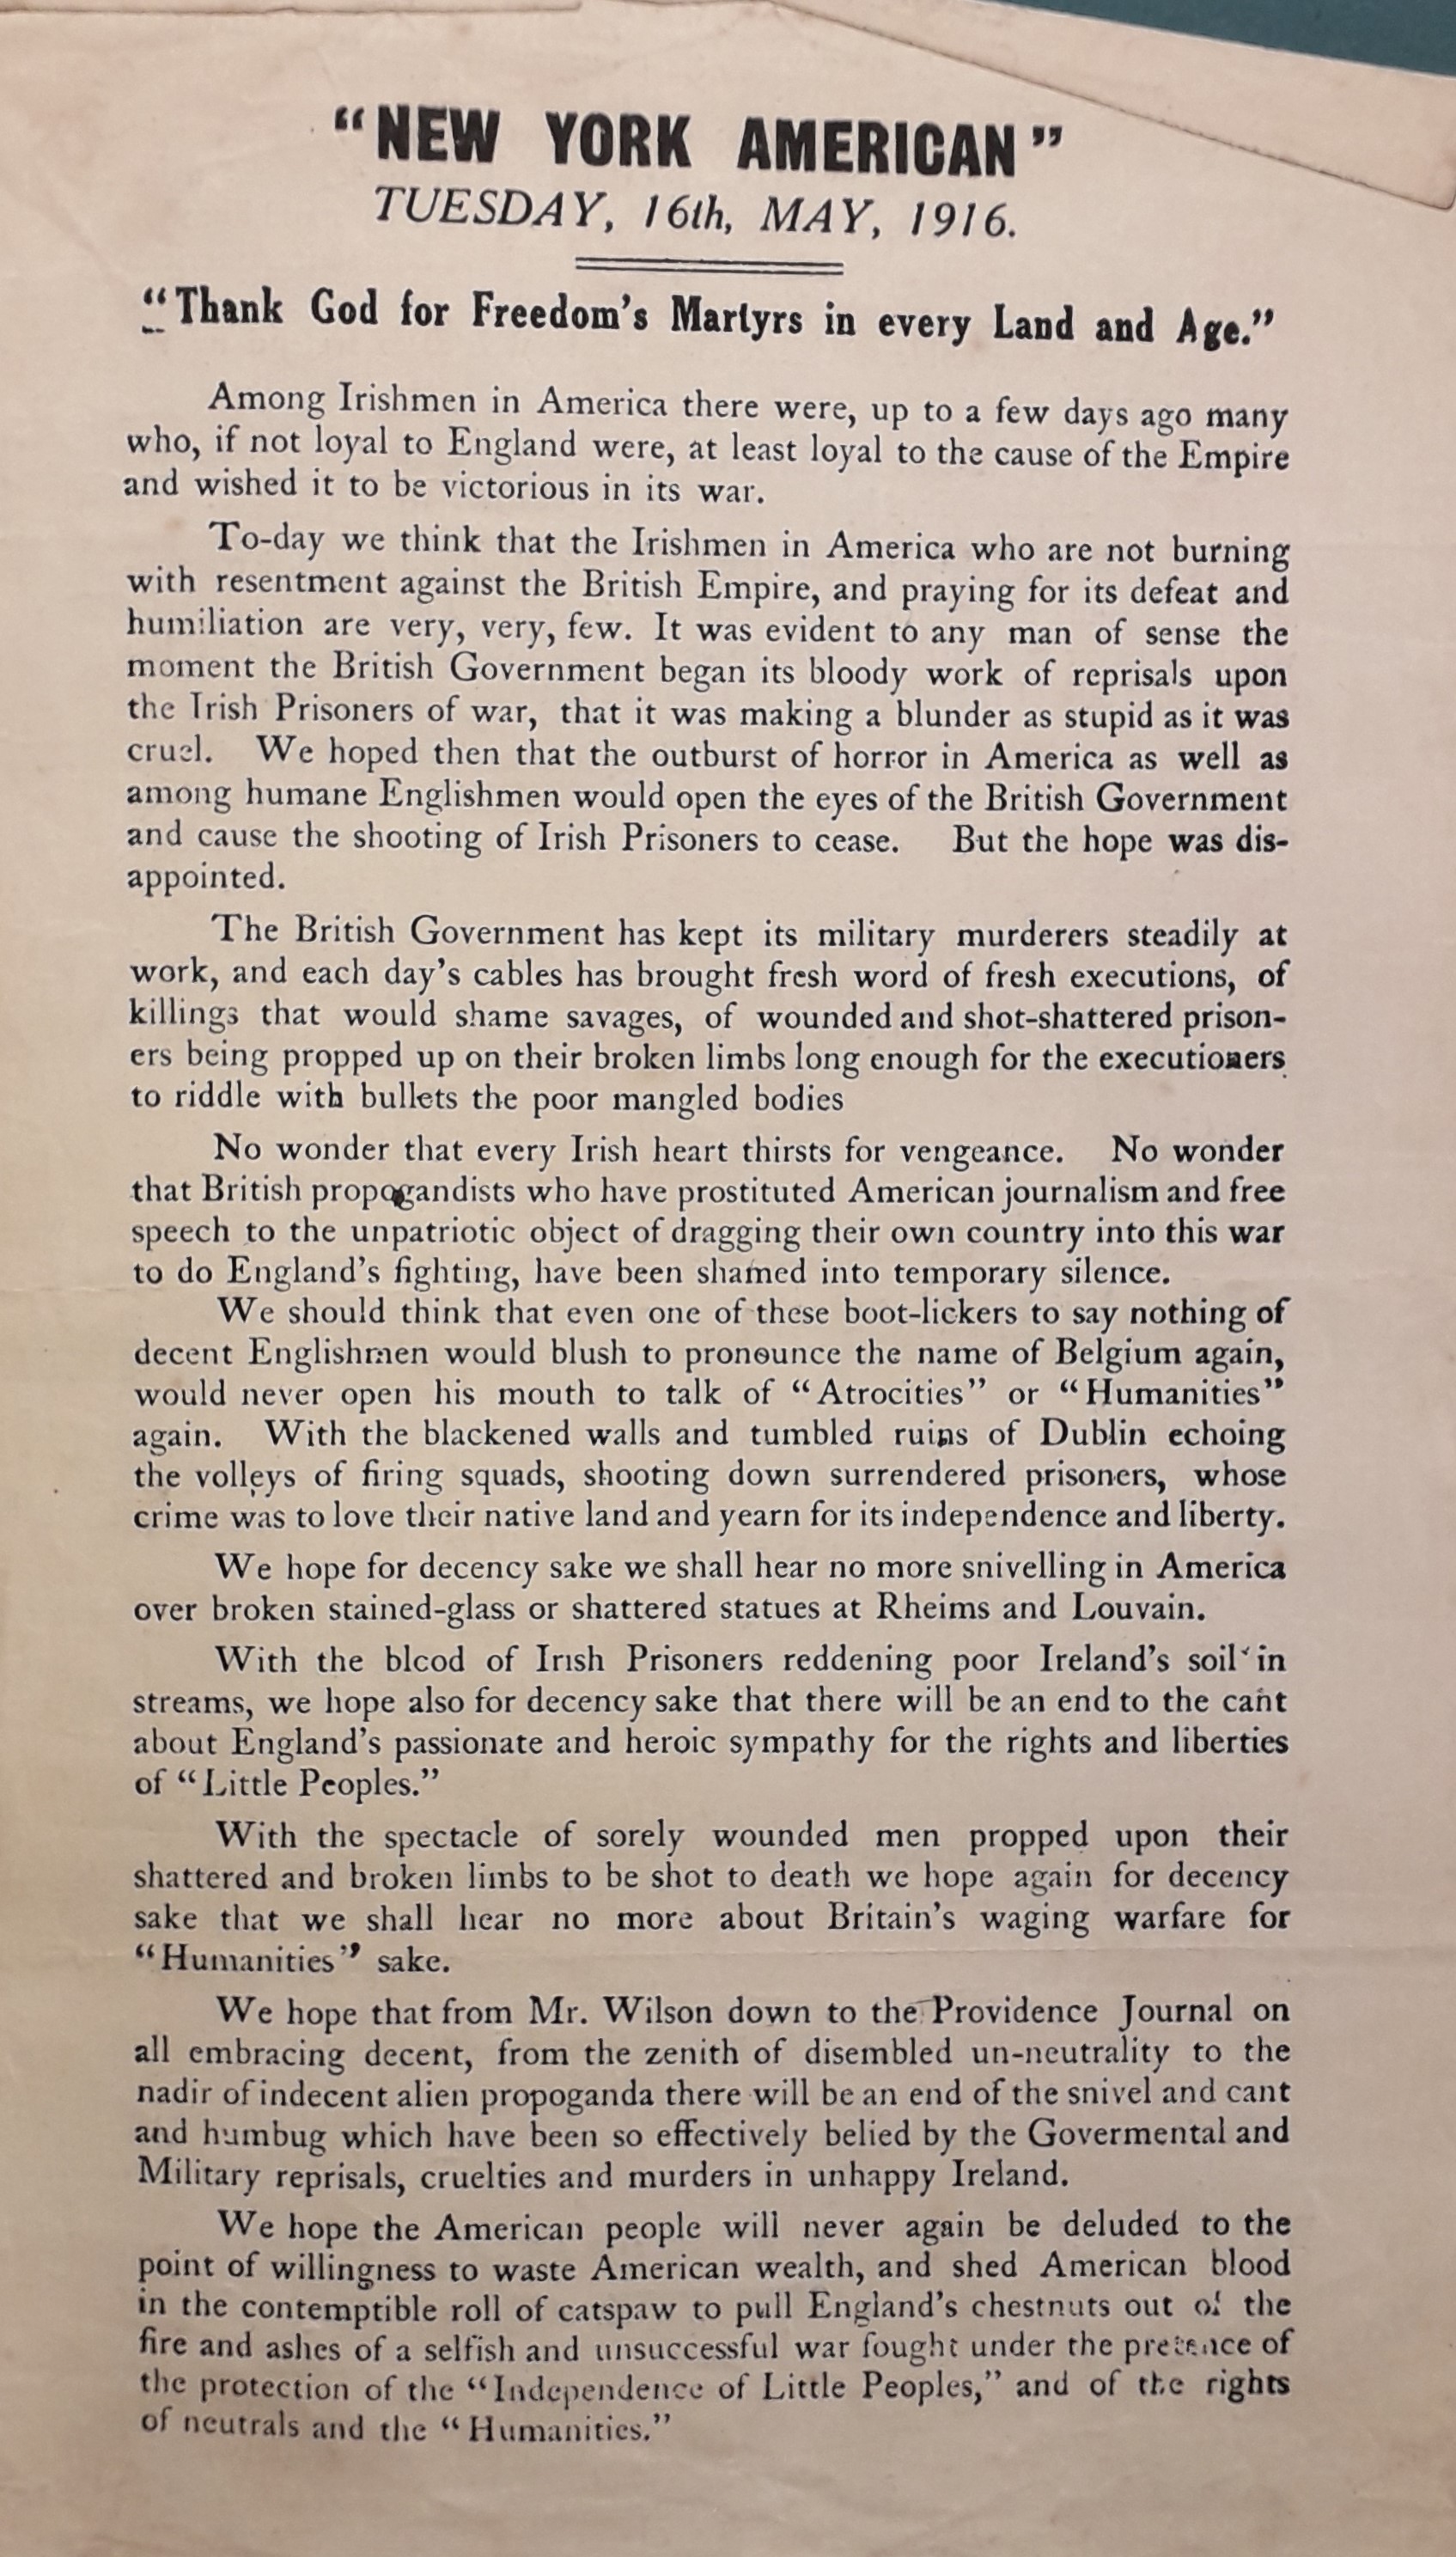 “NEW YORK AMERICAN”
TUESDAY, 16th, MAY, 1916.
“Thank God for Freedom’s Martyrs in every Land and Age.”
Among Irishmen in America there were, up to a few days ago many
who, if not loyal to England were, at least loyal to the cause of the Empire
and wished it to be victorious in its war.
To-day we think that the Irishmen in America who are not burning
with resentment against the British Empire, and praying for its defeat and
humiliation are very, very, few. It was evident to any man of sense the
moment the British Government began its bloody work of reprisals upon
the Irish Prisoners of war, that it was making a blunder as stupid as it was
cruel. We hoped then that the outburst of horror in America as well as
among humane Englishmen would open the eyes of the British Government
and cause the shooting of Irish Prisoners to cease. But the hope was dis-
appointed.
The British Government has kept its military murderers steadily at
work, and each day’s cables has brought fresh word of fresh executions, of
killings that would shame savages, of wounded and shot-shattered prison-
ers being propped up on their broken limbs long enough for the executioners
to riddle with bullets the poor mangled bodies
No wonder that every Irish heart thirsts for vengeance. No wonder
that British propogandists who have prostituted American journalism and free
speech to the unpatriotic object of dragging their own country into this war
to do England’s fighting, have been shamed into temporary silence.
We should think that even one of these boot-lickers to say nothing of
decent Englishmen would blush to pronounce the name of Belgium again,
would never open his mouth to talk of “Atrocities” or “Humanities”
again. With the blackened walls and tumbled ruins of Dublin echoing
the volleys of firing squads, shooting down surrendered prisoners, whose
crime was to love their native land and yearn for its independence and liberty.
We hope for decency sake we shall hear no more snivelling in America
over broken stained-glass or shattered statues at Rheims and Louvain.
With the blood of Irish Prisoners reddening poor Ireland’s soil in
streams, we hope also for decency sake that there will be an end to the cant
about England’s passionate and heroic sympathy for the rights and liberties
of “Little Peoples.”
With the spectacle of sorely wounded men propped upon their
shattered and broken limbs to be shot to death we hope again for decency
sake that we shall hear no more about Britain’s waging warfare for
“Humanities” sake.
We hope that from Mr. Wilson down to the Providence Journal on
all embracing decent, from the zenith of disembled un-neutrality to the
nadir of indecent alien propoganda there will be an end of the snivel and cant
and humbug which have been so effectively belied by the Govermental and
Military reprisals, cruelties and murders in unhappy Ireland.
We hope the American people will never again be deluded to the
point of willingness to waste American wealth, and shed American blood
in the contemptible roll of catspaw to pull England’s chestnuts out of the
fire and ashes of a selfish and unsuccessful war fought under the pretence of
the protection of the “Independence of Little Peoples,” and of the rights
of neutrals and the “Humanities.”